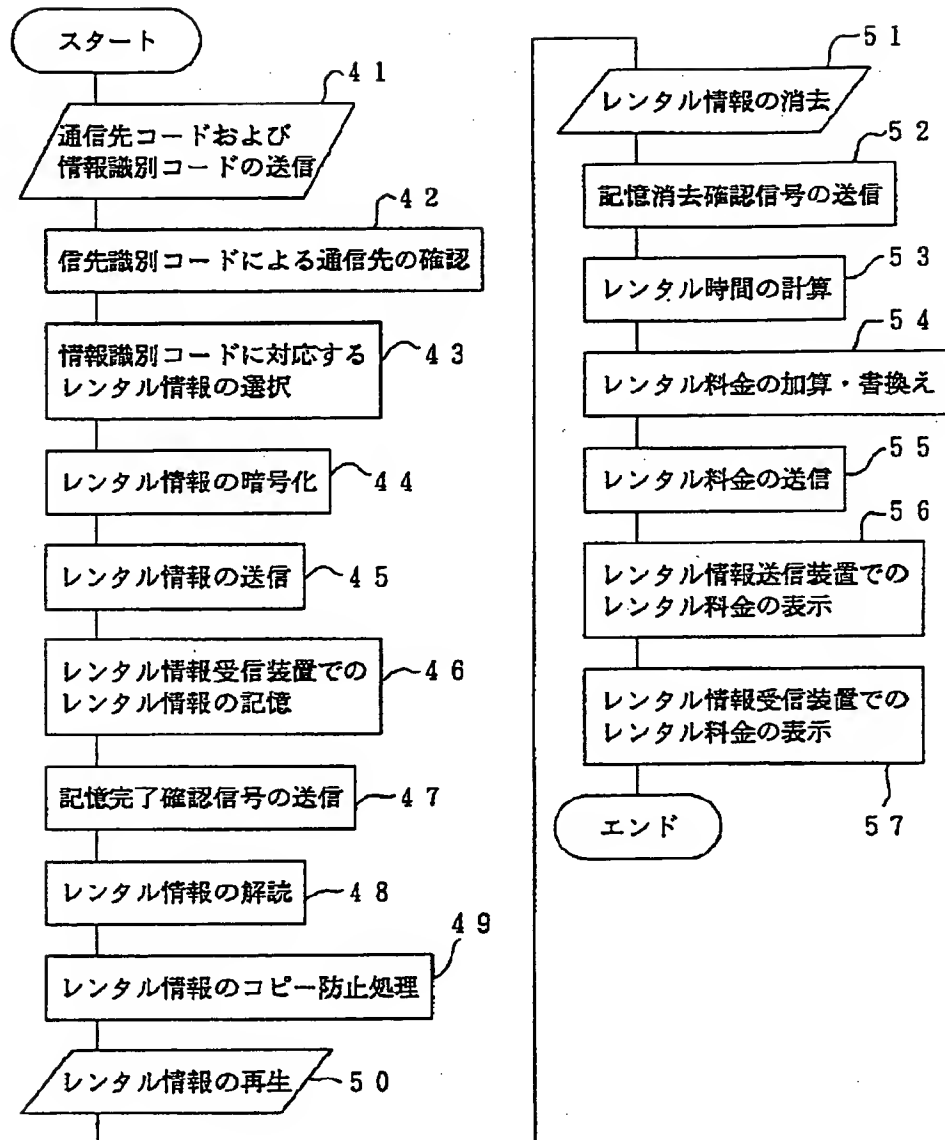 スタート
41
通信先コードおよび
情報識別コードの送信
42
信先識別コードによる通信先の確認
情報識別コードに対応する
レンタル情報の選択
43
レンタル情報の暗号化
44
レンタル情報の送信
45
レンタル情報受信装置での
レンタル情報の記憶
46
記憶完了確認信号の送信
47
レンタル情報の解読
48
49
レンタル情報のコピー防止処理
レンタル情報の再生
50
51
レンタル情報の消去
52
記憶消去確認信号の送信
53
レンタル時間の計算
54
レンタル料金の加算・書換え
55
レンタル料金の送信
56
レンタル情報送信装置での
レンタル料金の表示
レンタル情報受信装置での
レンタル料金の表示
57
エンド